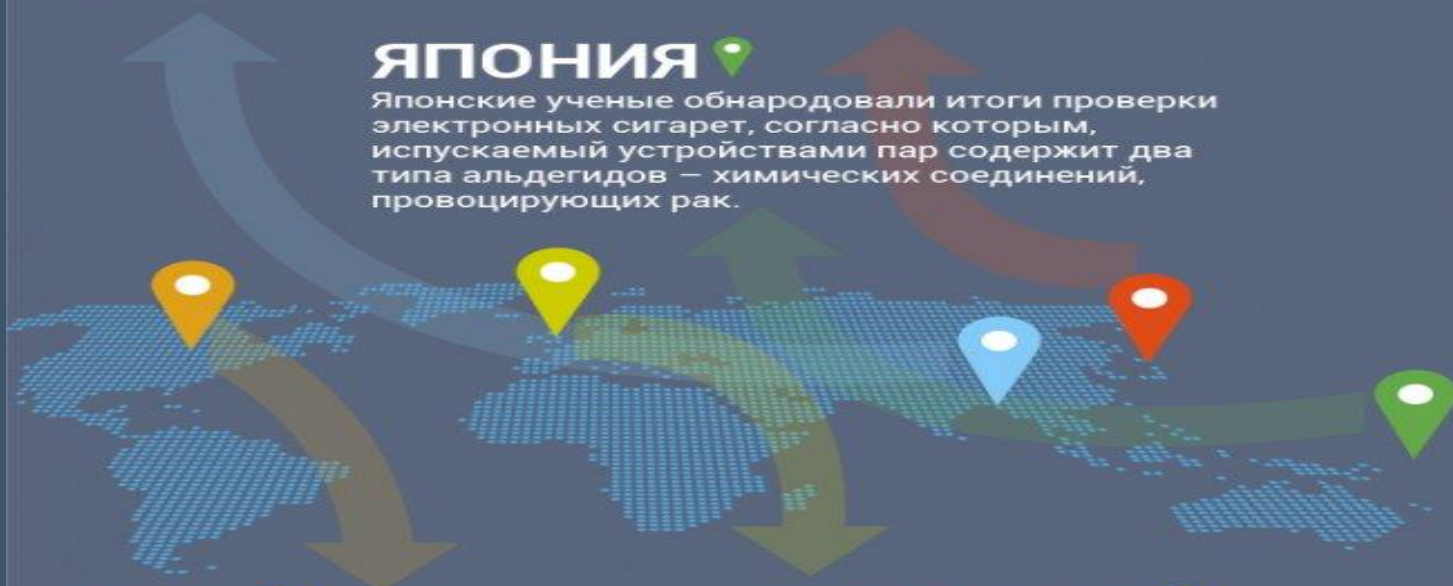 ЯПОНИЯ
Японские ученые обнародовали итоги проверки
электронных сигарет, согласно которым,
испускаемый устройствами пар содержит два
типа альдегидов – химических соединений,
провоцирующих рак.